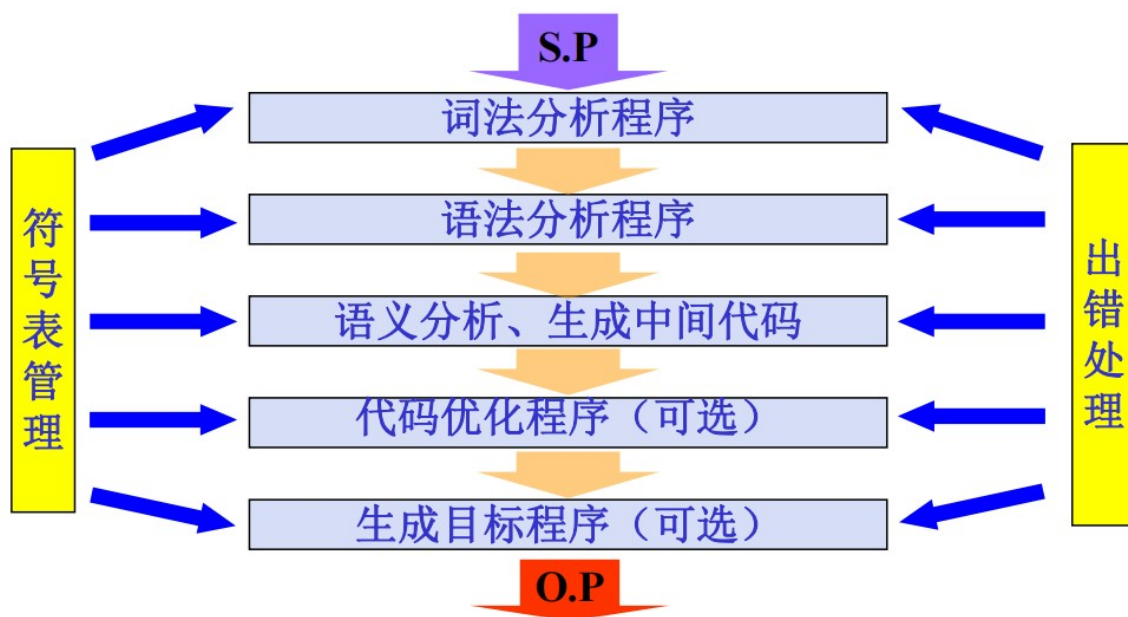 S.P
词法分析程序
语法分析程序
语义分析、生成中间代码
代码优化程序（可选）
生成目标程序（可选）
O.P
符号表管理
出错处理